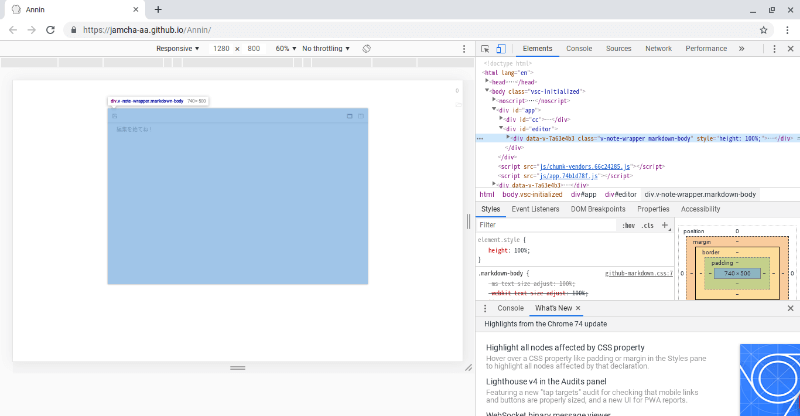 Annin
https://jamcha-aa.github.io/Annin/
Responsive 1280 × 800 60% No throttling
Elements Console Sources Network Performance »
<!doctype html>
<html lang="en">
<head>…</head>
<body class="vsc-initialized">
<noscript>…</noscript>
<div id="app">
<div id="cc">…</div>
<div id="editor">
<div data-v-7a63e4b3 class="v-note-wrapper markdown-body" style="height: 100%;">…</div>
</div>
</div>
<script src="js/chunk-vendors.66c24285.js"></script>
<script src="js/app.74b1d78f.js"></script>
<div data-v-7a63e4b3>…</div>
html body.vsc-initialized div#app div#editor div.v-note-wrapper.markdown-body
div.v-note-wrapper.markdown-body 740×500
0
Styles Event Listeners DOM Breakpoints Properties Accessibility
Filter :hov .cls +
element.style {
height: 100%;
}
.markdown-body { github-markdown.css:7
-ms-text-size-adjust: 100%;
-webkit-text-size-adjust: 100%;
position 0
margin -
border -
padding -
0 - - - 740 × 500 - - - 0
-
-
Console What's New ×
Highlights from the Chrome 74 update
Highlight all nodes affected by CSS property
Hover over a CSS property like padding or margin in the Styles pane
to highlight all nodes affected by that declaration.
Lighthouse v4 in the Audits panel
Featuring a new "tap targets" audit for checking that mobile links
and buttons are properly sized, and a new UI for PWA reports.
WebSocket binary message viewer